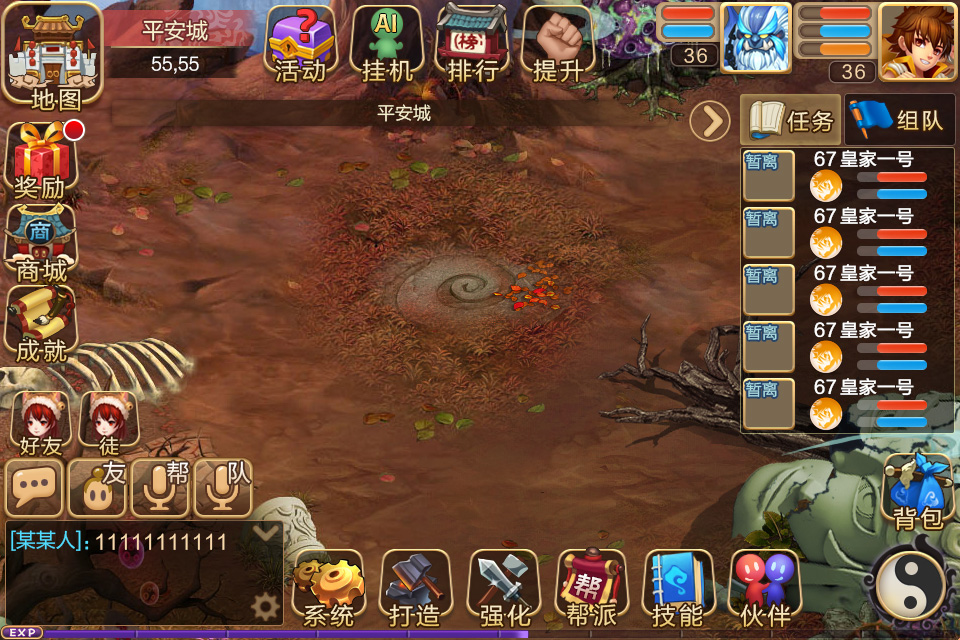 地图
平安城
55,55
活动
AI
挂机
榜
排行
提升
36
36
平安城
任务
组队
奖励
商
商城
成就
暂离
67 皇家一号
暂离
67 皇家一号
暂离
67 皇家一号
暂离
67 皇家一号
暂离
67 皇家一号
好友
徒
友
帮
队
[某某人]: 11111111111
背包
系统
打造
强化
帮
帮派
技能
伙伴
EXP